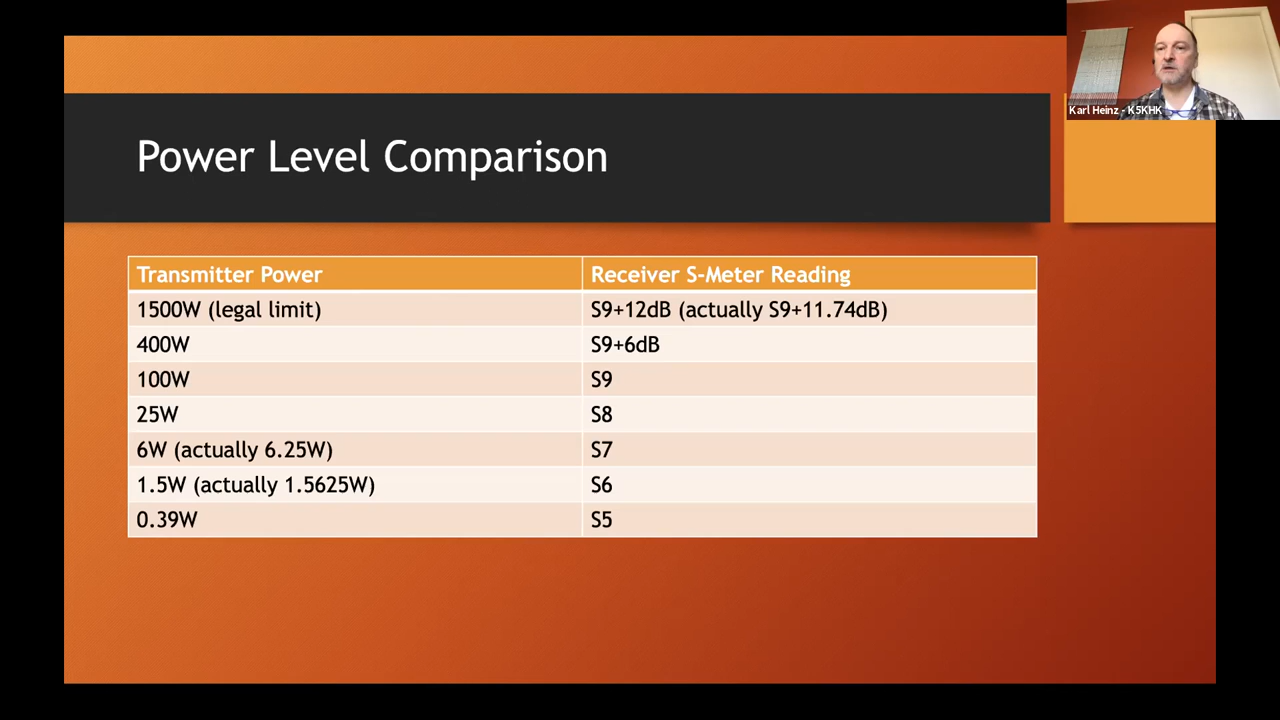 Karl Heinz - K5KHK
Power Level Comparison
Transmitter Power Receiver S-Meter Reading
1500W (legal limit) S9+12dB (actually S9+11.74dB)
400W S9+6dB
100W S9
25W S8
6W (actually 6.25W) S7
1.5W (actually 1.5625W) S6
0.39W S5